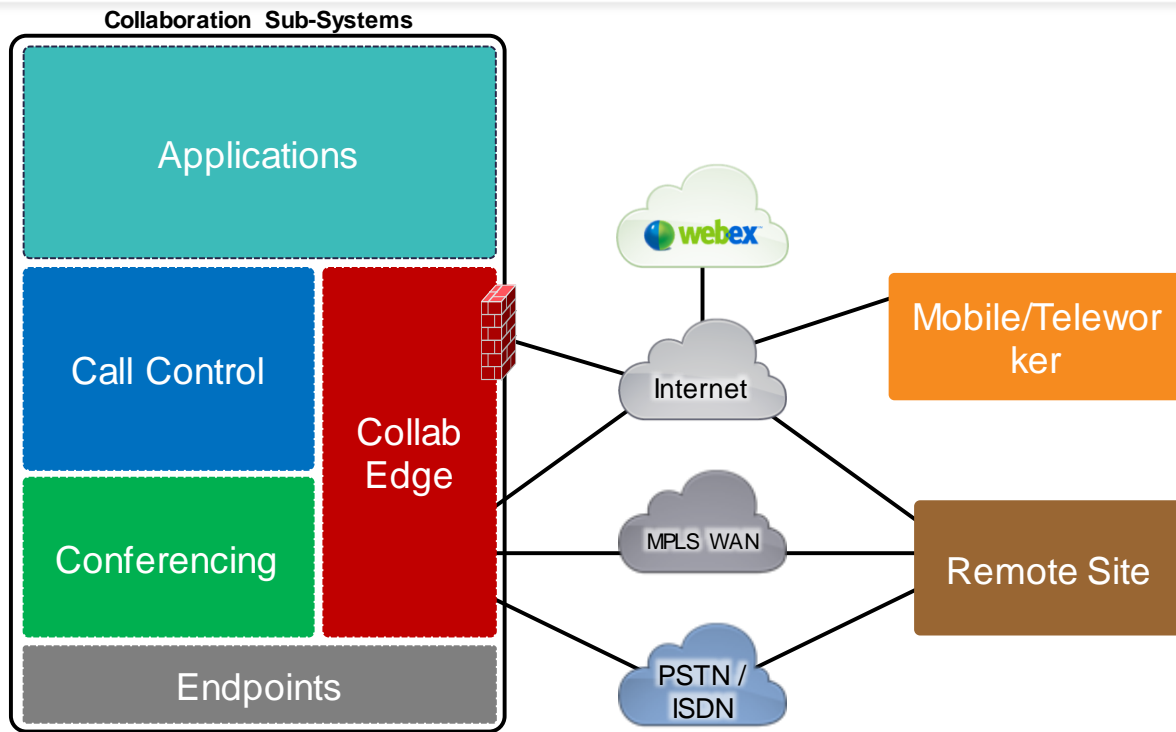 Collaboration Sub-Systems
Applications
Call Control
Collab
Edge
Conferencing
Endpoints
webex
Internet
MPLS WAN
PSTN /
ISDN
Mobile/Telewor
ker
Remote Site